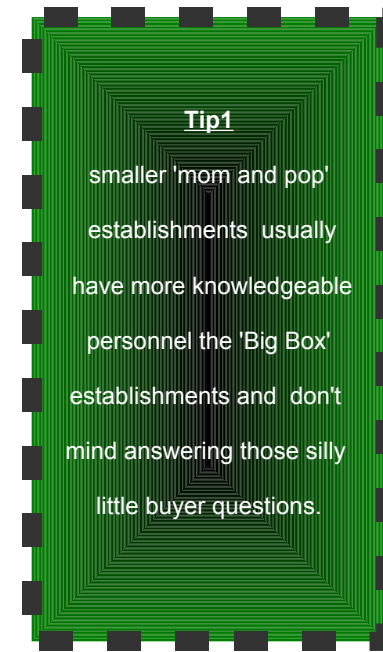 Tip1
smaller 'mom and pop'
establishments  usually
have more knowledgeable
personnel the 'Big Box'
establishments and  don't
mind answering those silly
little buyer questions.